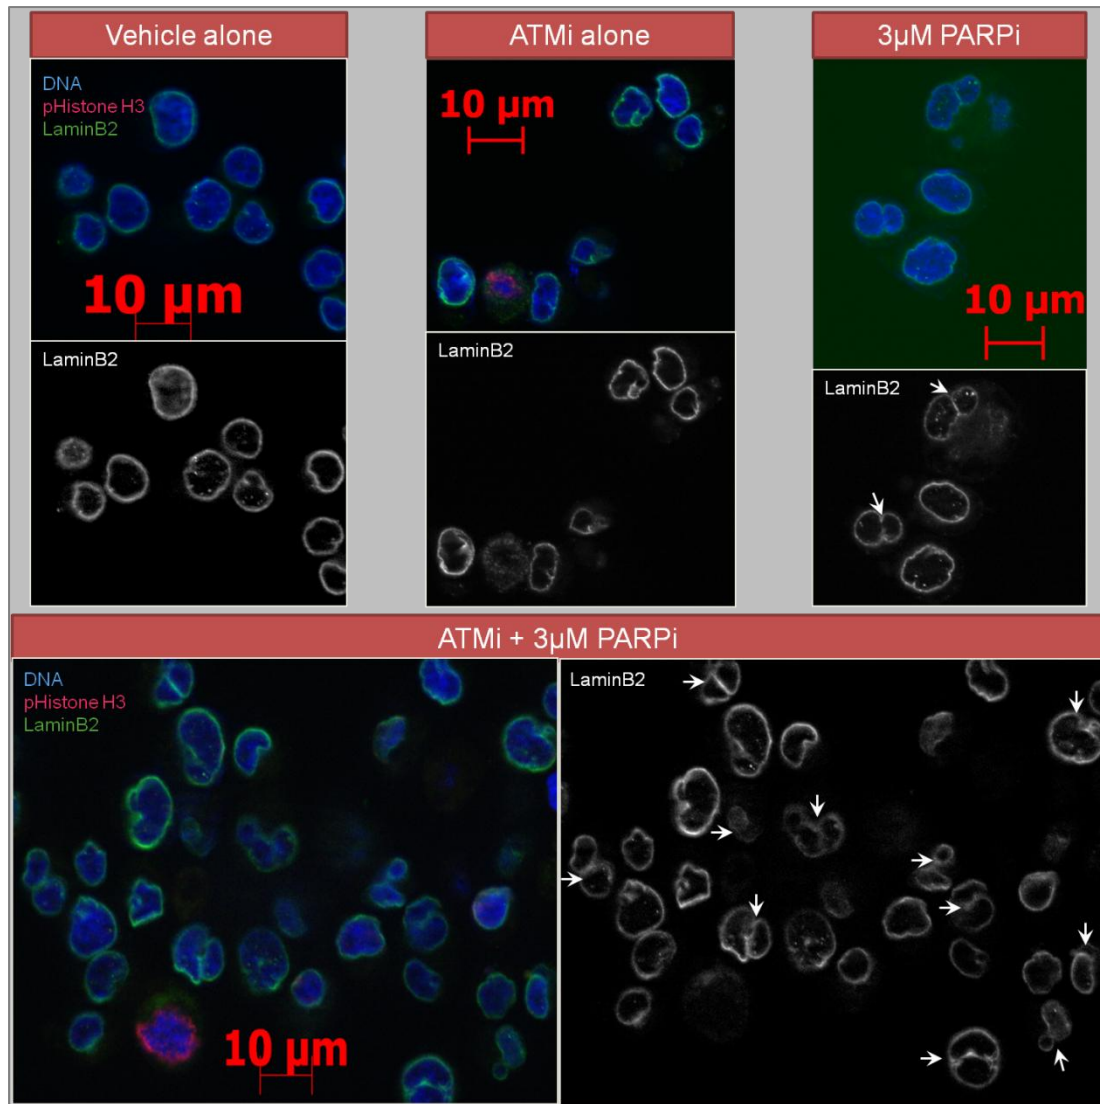 Vehicle alone
ATMi alone
3µM PARPi
DNA
pHistone H3
LaminB2
10 µm
10 µm
10 µm
LaminB2
LaminB2
LaminB2
ATMi + 3µM PARPi
DNA
pHistone H3
LaminB2
10 µm
LaminB2